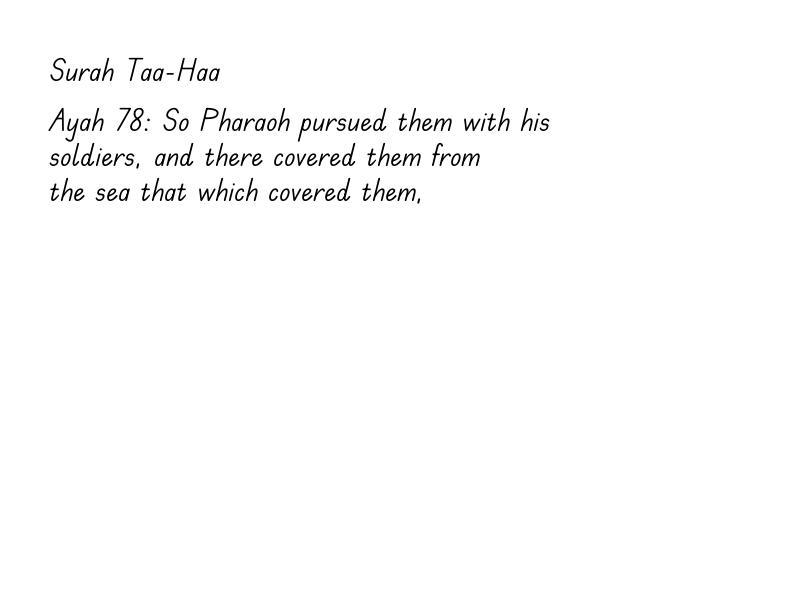 Surah Taa-Haa
Ayah 78: So Pharaoh pursued them with his
soldiers, and there covered them from
the sea that which covered them,